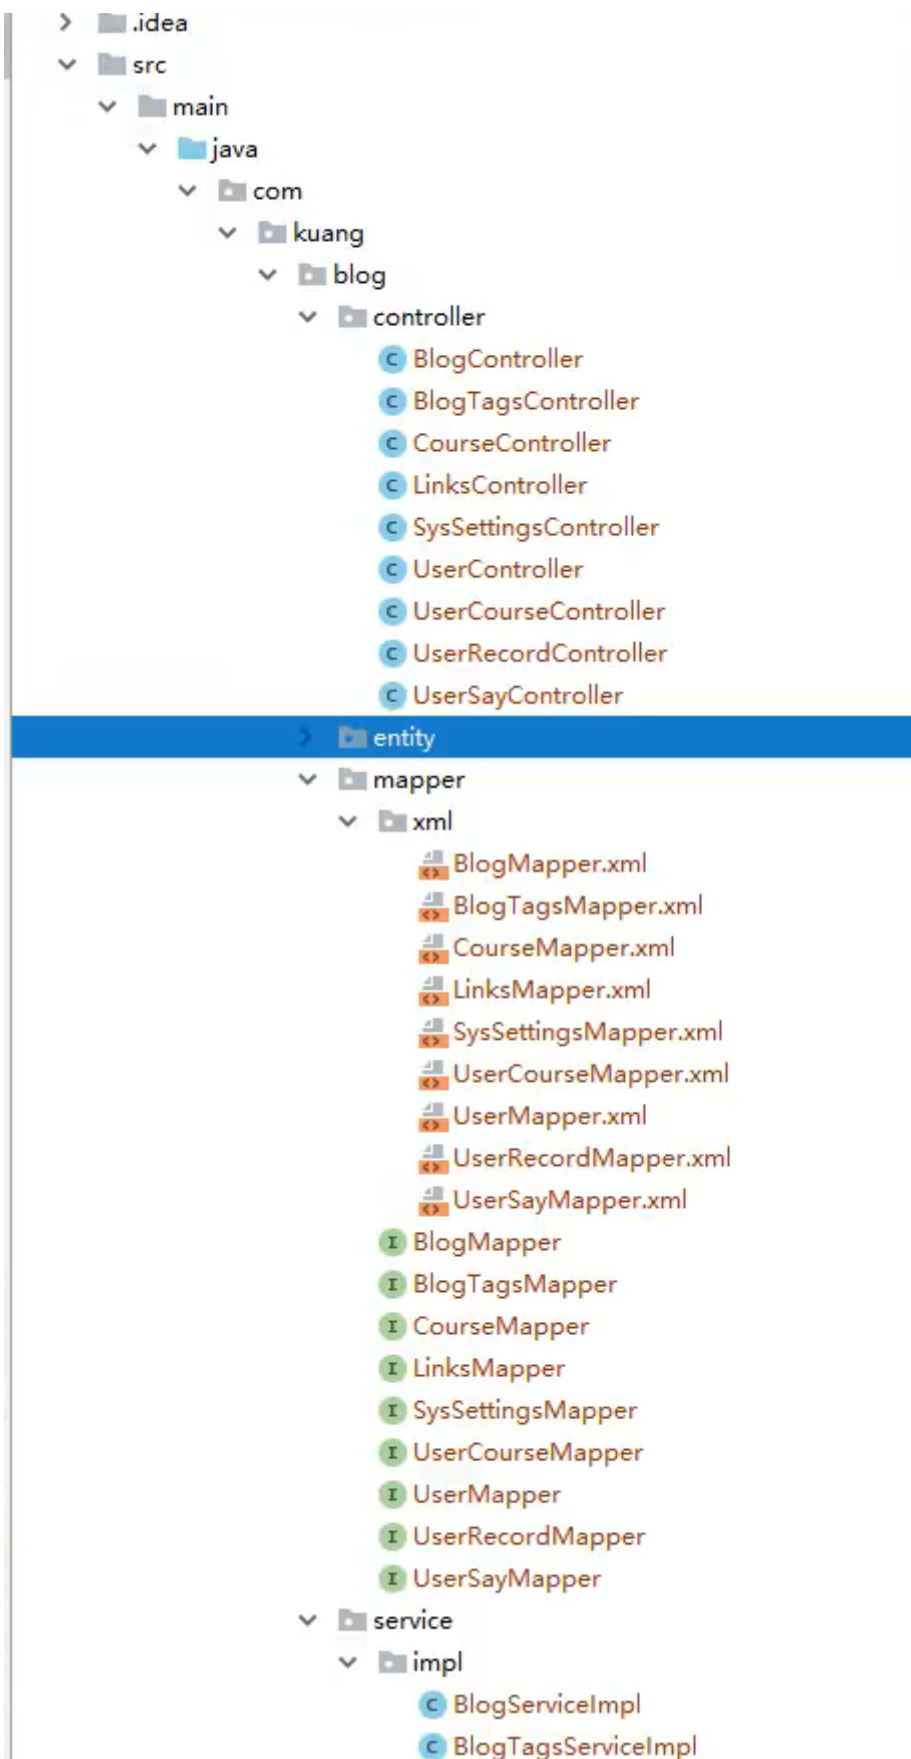 .idea
src
main
java
com
kuang
blog
controller
BlogController
BlogTagsController
CourseController
LinksController
SysSettingsController
UserController
UserCourseController
UserRecordController
UserSayController
entity
mapper
xml
BlogMapper.xml
BlogTagsMapper.xml
CourseMapper.xml
LinksMapper.xml
SysSettingsMapper.xml
UserCourseMapper.xml
UserMapper.xml
UserRecordMapper.xml
UserSayMapper.xml
BlogMapper
BlogTagsMapper
CourseMapper
LinksMapper
SysSettingsMapper
UserCourseMapper
UserMapper
UserRecordMapper
UserSayMapper
service
impl
BlogServiceImpl
BlogTagsServiceImpl